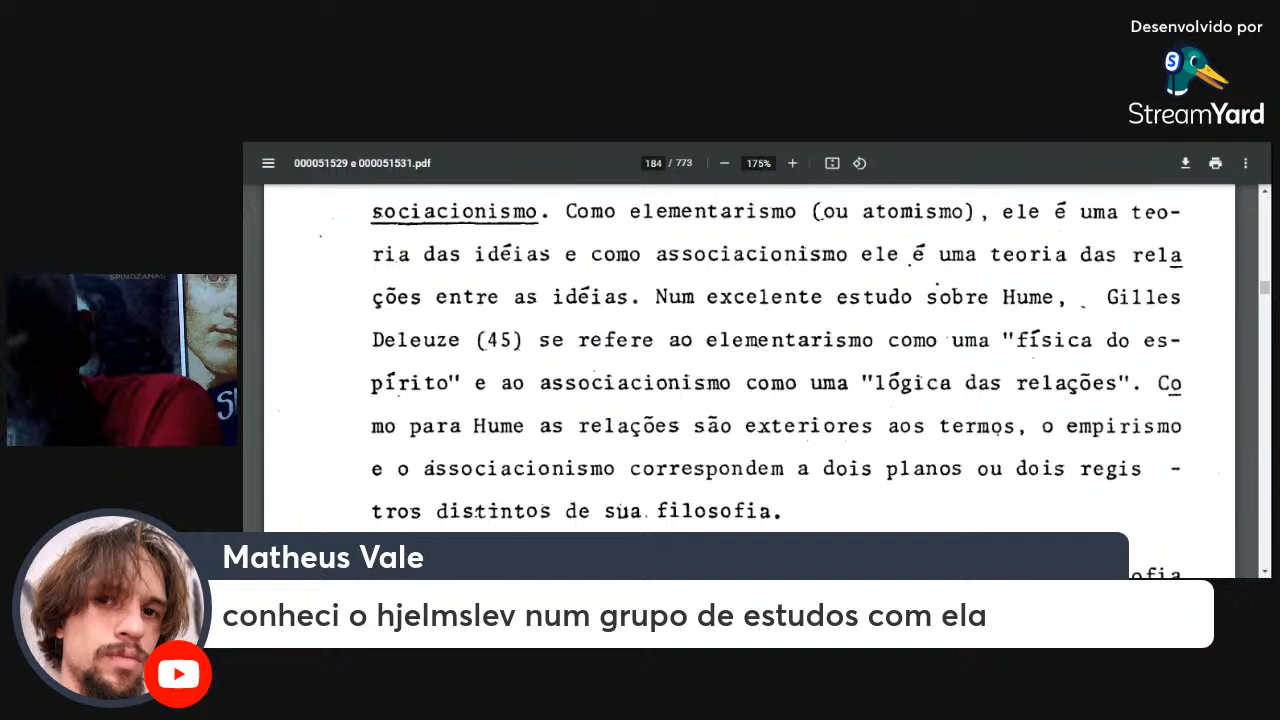 Desenvolvido por
StreamYard
000051529 e 000051531.pdf
184 / 773
175%
sociacionismo. Como elementarismo (ou atomismo), ele é uma teo-
ria das idéias e como associacionismo ele é uma teoria das rela
ções entre as idéias. Num excelente estudo sobre Hume, Gilles
Deleuze (45) se refere ao elementarismo como uma "física do es-
pírito" e ao associacionismo como uma "lógica das relações". Co
mo para Hume as relações são exteriores aos termos, o empirismo
e o associacionismo correspondem a dois planos ou dois regis -
tros distintos de sua filosofia.
SPINOZANAS
Matheus Vale
conheci o hjelmslev num grupo de estudos com ela